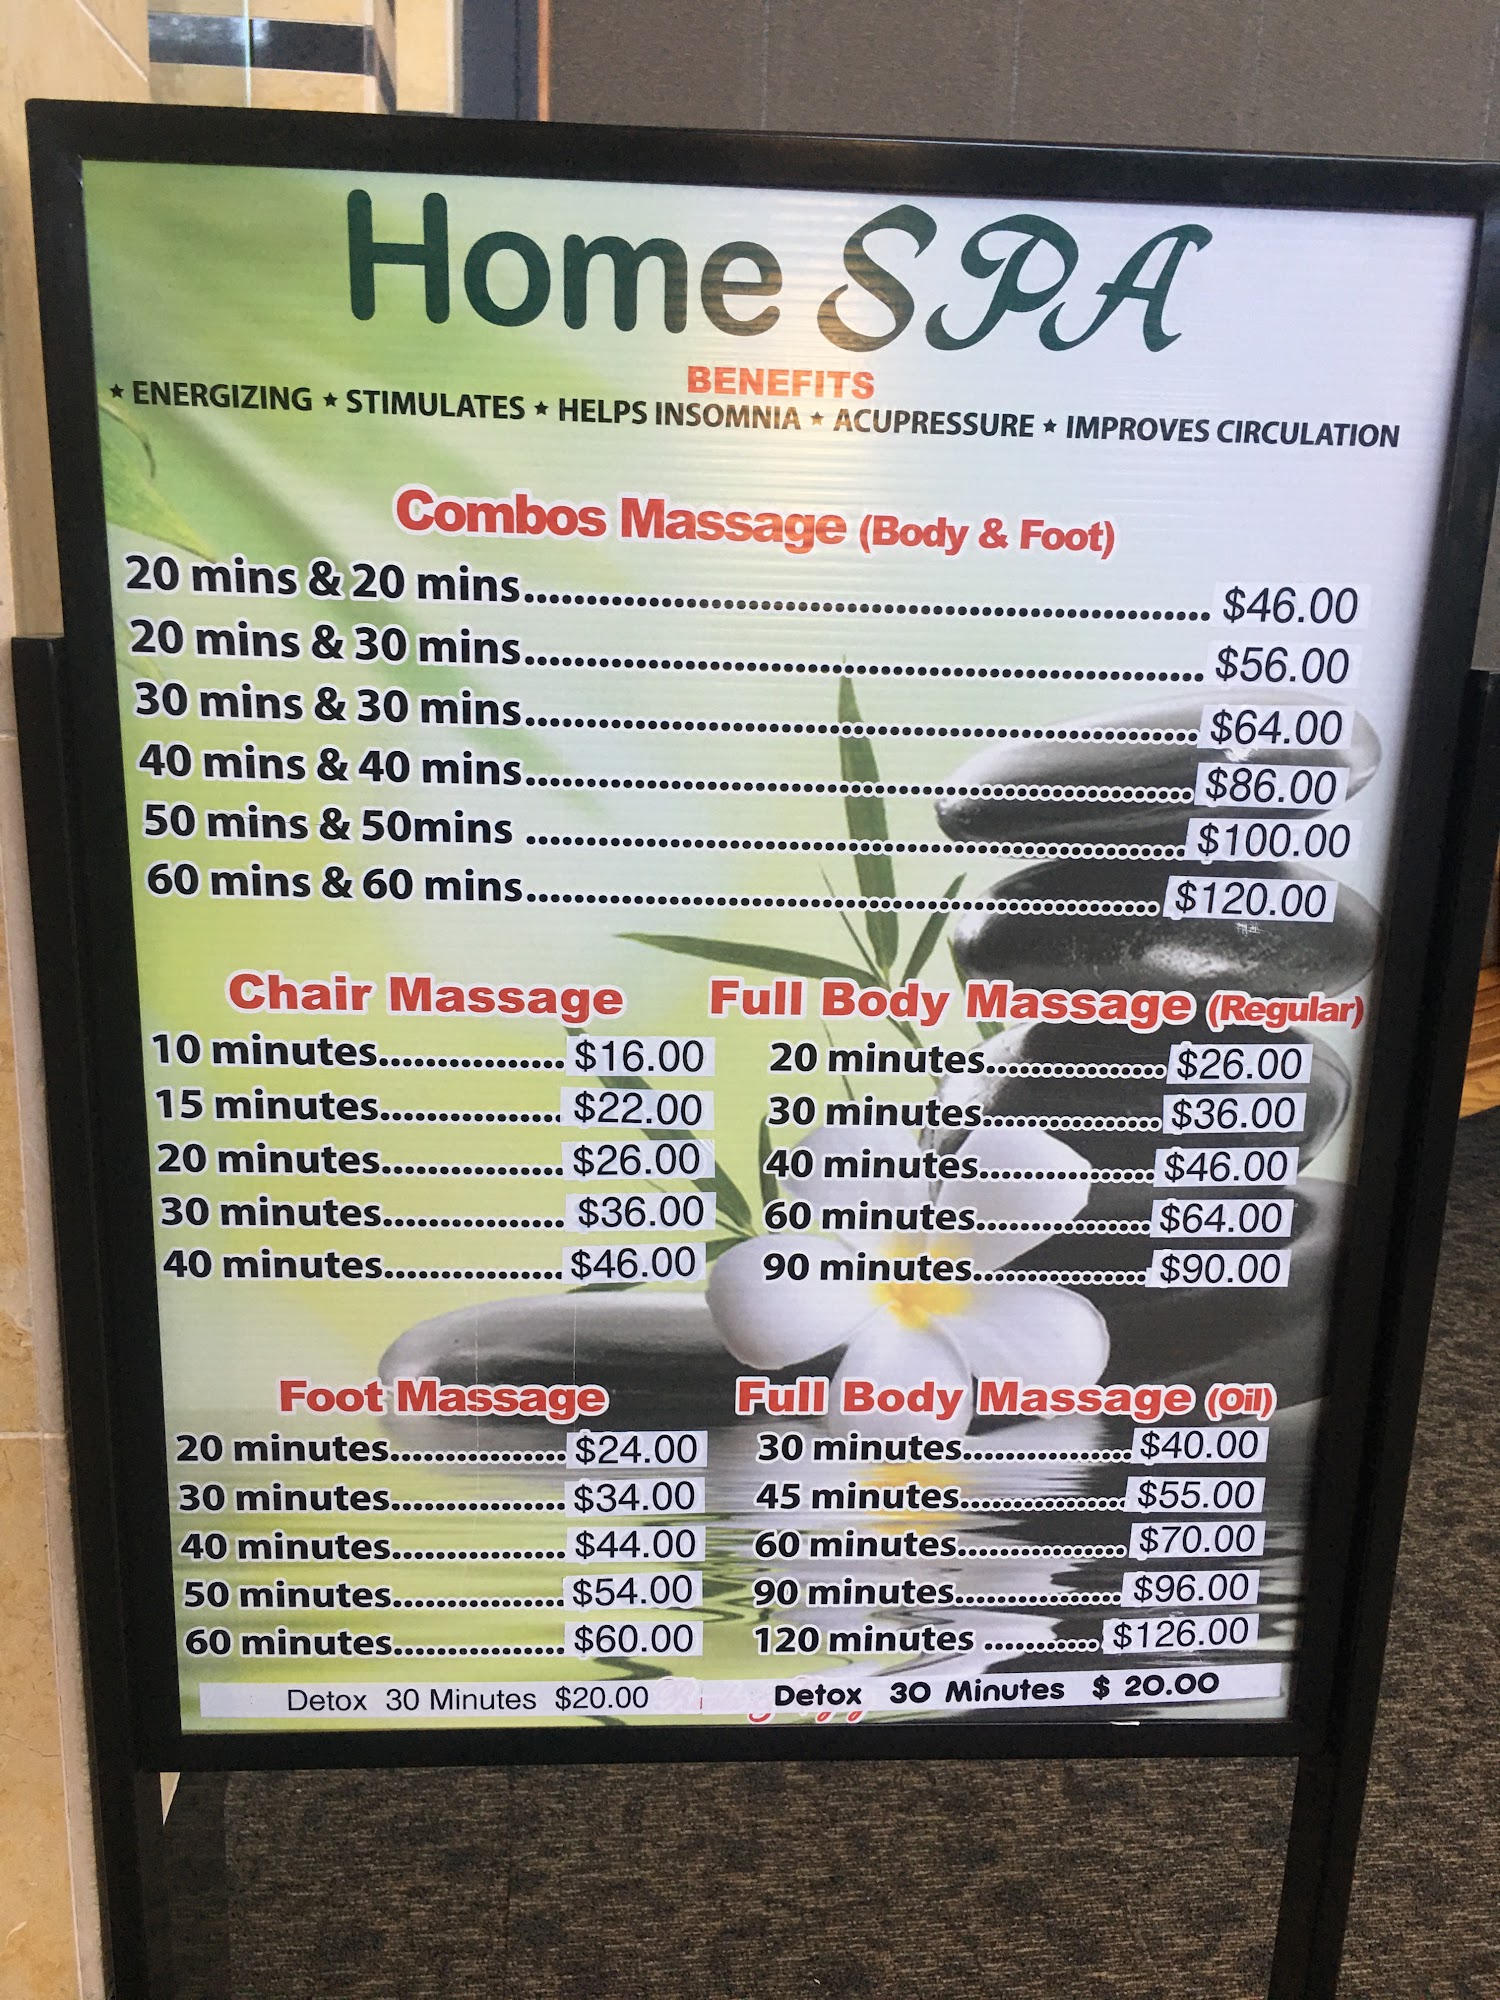 Home SPA
BENEFITS
★ ENERGIZING ★ STIMULATES ★ HELPS INSOMNIA ★ ACUPRESSURE ★ IMPROVES CIRCULATION
Combos Massage (Body & Foot)
20 mins & 20 mins.......... $46.00
20 mins & 30 mins.......... $56.00
30 mins & 30 mins.......... $64.00
40 mins & 40 mins.......... $86.00
50 mins & 50mins .......... $100.00
60 mins & 60 mins.......... $120.00
Chair Massage
10 minutes.......... $16.00
15 minutes.......... $22.00
20 minutes.......... $26.00
30 minutes.......... $36.00
40 minutes.......... $46.00
Full Body Massage (Regular)
20 minutes.......... $26.00
30 minutes.......... $36.00
40 minutes.......... $46.00
60 minutes.......... $64.00
90 minutes.......... $90.00
Foot Massage
20 minutes.......... $24.00
30 minutes.......... $34.00
40 minutes.......... $44.00
50 minutes.......... $54.00
60 minutes.......... $60.00
Full Body Massage (Oil)
30 minutes.......... $40.00
45 minutes.......... $55.00
60 minutes.......... $70.00
90 minutes.......... $96.00
120 minutes .......... $126.00
Detox 30 Minutes $20.00
Detox 30 Minutes $ 20.00